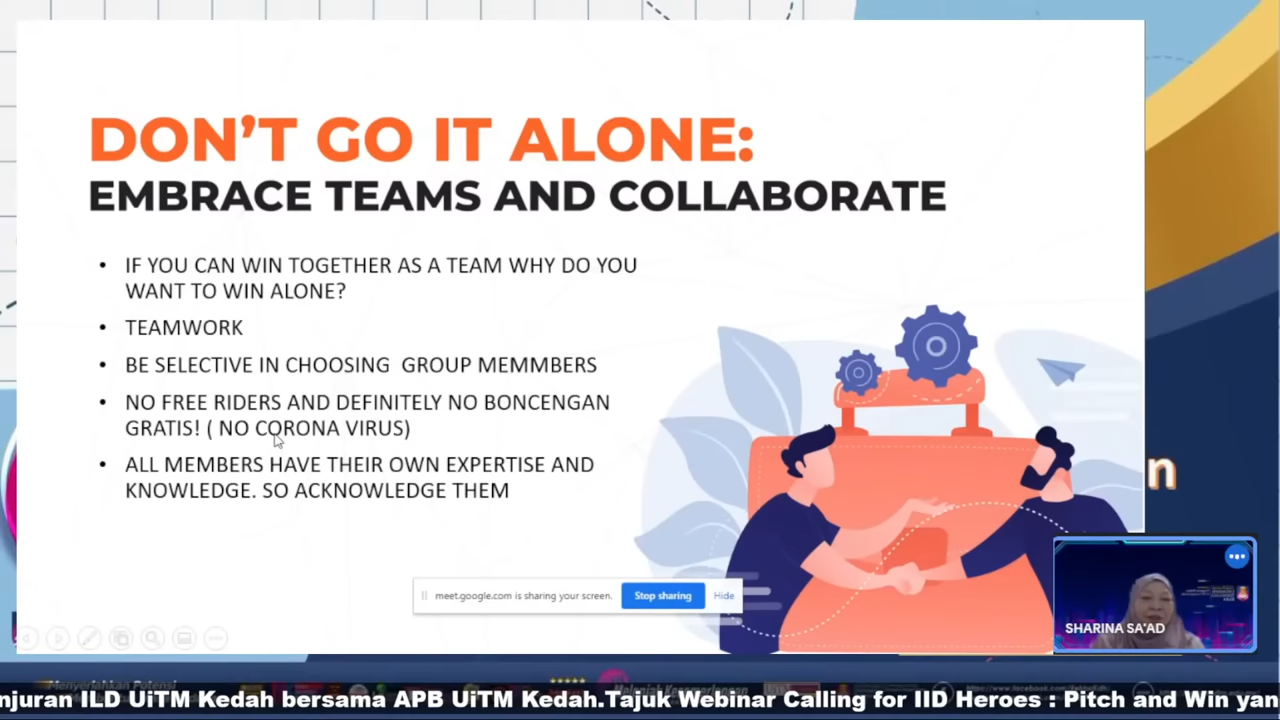 DON'T GO IT ALONE:
EMBRACE TEAMS AND COLLABORATE
• IF YOU CAN WIN TOGETHER AS A TEAM WHY DO YOU
WANT TO WIN ALONE?
• TEAMWORK
• BE SELECTIVE IN CHOOSING GROUP MEMMBERS
• NO FREE RIDERS AND DEFINITELY NO BONCENGAN
GRATIS! ( NO CORONA VIRUS)
• ALL MEMBERS HAVE THEIR OWN EXPERTISE AND
KNOWLEDGE. SO ACKNOWLEDGE THEM
n
meet.google.com is sharing your screen. Stop sharing Hide
SHARINA SA'AD
njuran ILD UiTM Kedah bersama APB UiTM Kedah.Tajuk Webinar Calling for IID Heroes : Pitch and Win yan